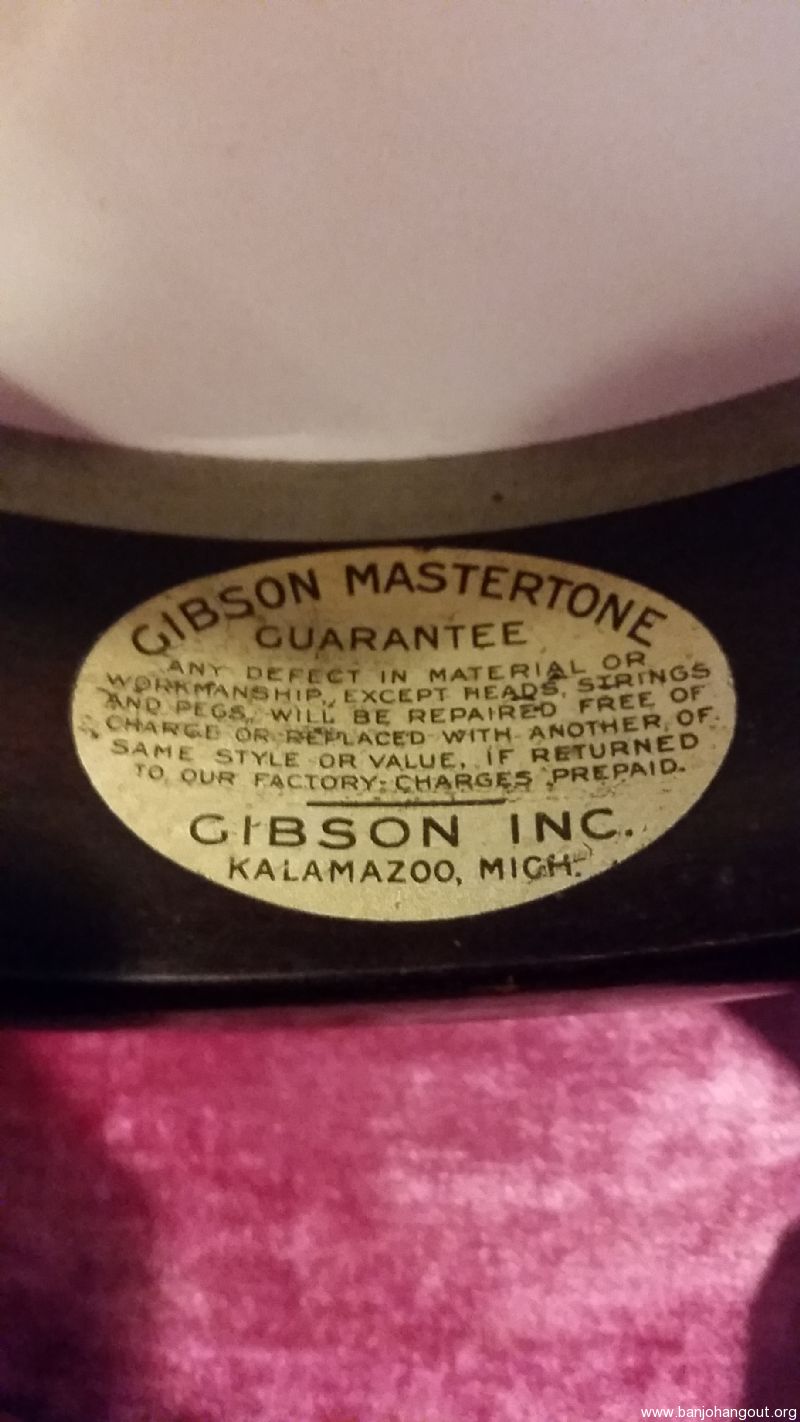 GIBSON MASTERTONE
GUARANTEE
ANY DEFECT IN MATERIAL OR
WORKMANSHIP, EXCEPT HEADS, STRINGS
AND PEGS, WILL BE REPAIRED FREE OF
CHARGE OR REPLACED WITH ANOTHER OF
SAME STYLE OR VALUE, IF RETURNED
TO OUR FACTORY; CHARGES PREPAID.
GIBSON INC.
KALAMAZOO, MICH.
www.banjohangout.org